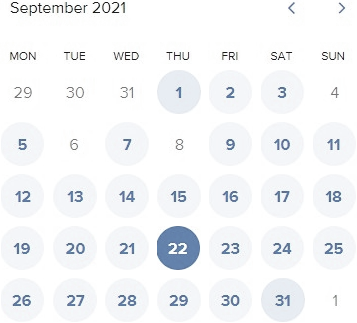 September 2021
MON TUE WED THU FRI SAT SUN
29 30 31 1 2 3 4
5 6 7 8 9 10 11
12 13 14 15 16 17 18
19 20 21 22 23 24 25
26 27 28 29 30 31 1